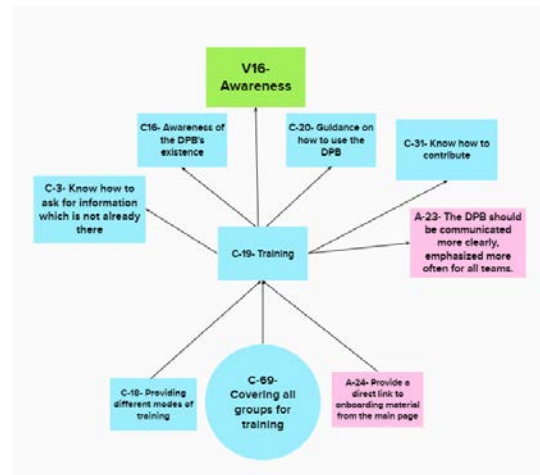 V16-
Awareness
C16- Awareness of
the DPB's
existence
C-20- Guidance on
how to use the
DPB
C-31- Know how to
contribute
C-3- Know how to
ask for information
which is not already
there
C-19- Training
A-23- The DPB should
be communicated
more clearly,
emphasized more
often for all teams.
C-18- Providing
different modes of
training
C-69-
Covering all
groups for
training
A-24- Provide a
direct link to
onboarding material
from the main page